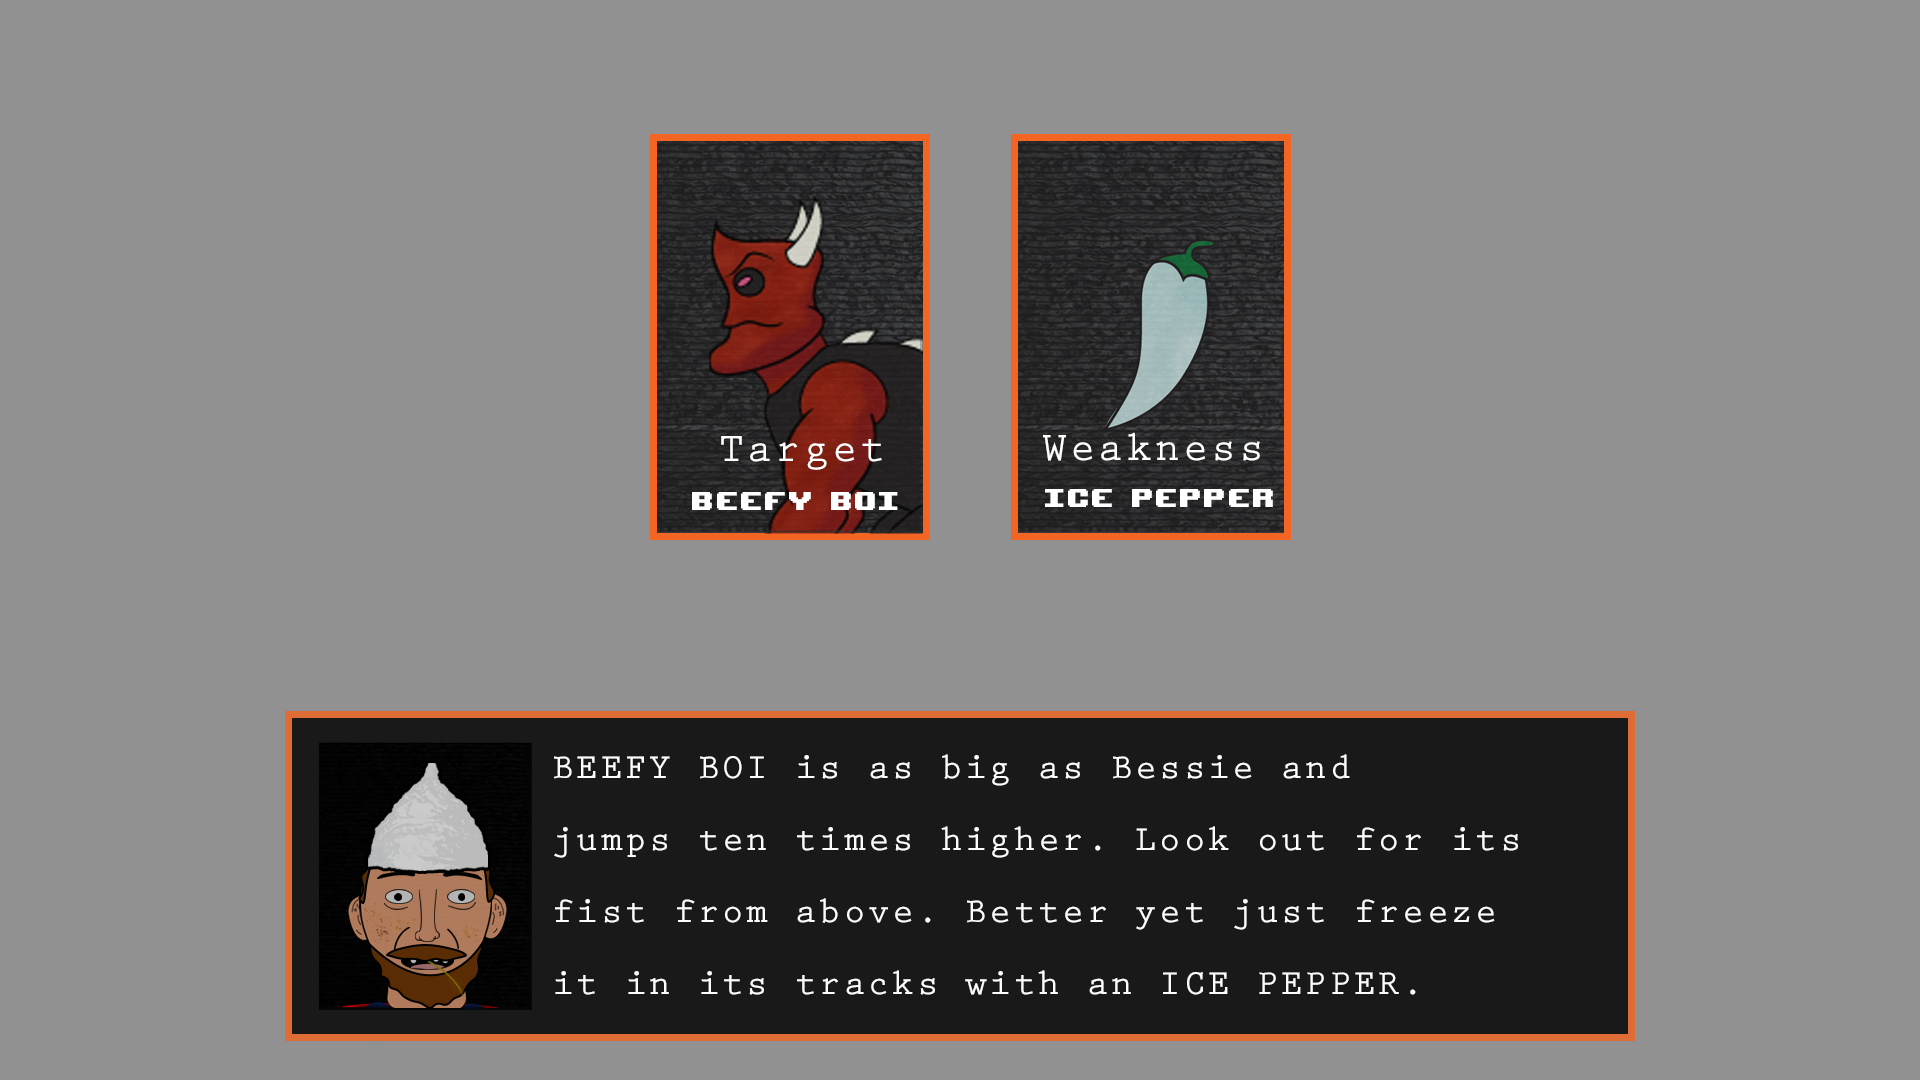 Target
BEEFY BOI
Weakness
ICE PEPPER
BEEFY BOI is as big as Bessie and
jumps ten times higher. Look out for its
fist from above. Better yet just freeze
it in its tracks with an ICE PEPPER.